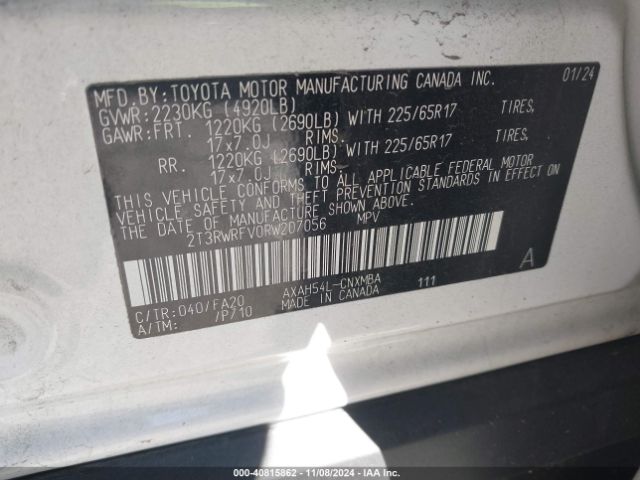 MFD. BY: TOYOTA MOTOR MANUFACTURING CANADA INC. 01/24
GVWR: 2230KG (4920LB)
GAWR: FRT. 1220KG (2690LB) WITH 225/65R17 TIRES,
17x7.0J RIMS.
RR. 1220KG (2690LB) WITH 225/65R17 TIRES,
17x7.0J RIMS.
THIS VEHICLE CONFORMS TO ALL APPLICABLE FEDERAL MOTOR
VEHICLE SAFETY AND THEFT PREVENTION STANDARDS IN EFFECT ON
THE DATE OF MANUFACTURE SHOWN ABOVE.
2T3RWRFV0RW207056 MPV
A
C/TR: 040/FA20 AXAH54L-CNXMBA 111
A/TM: /P/10 MADE IN CANADA
000-40815862 - 11/08/2024 - IAA Inc.